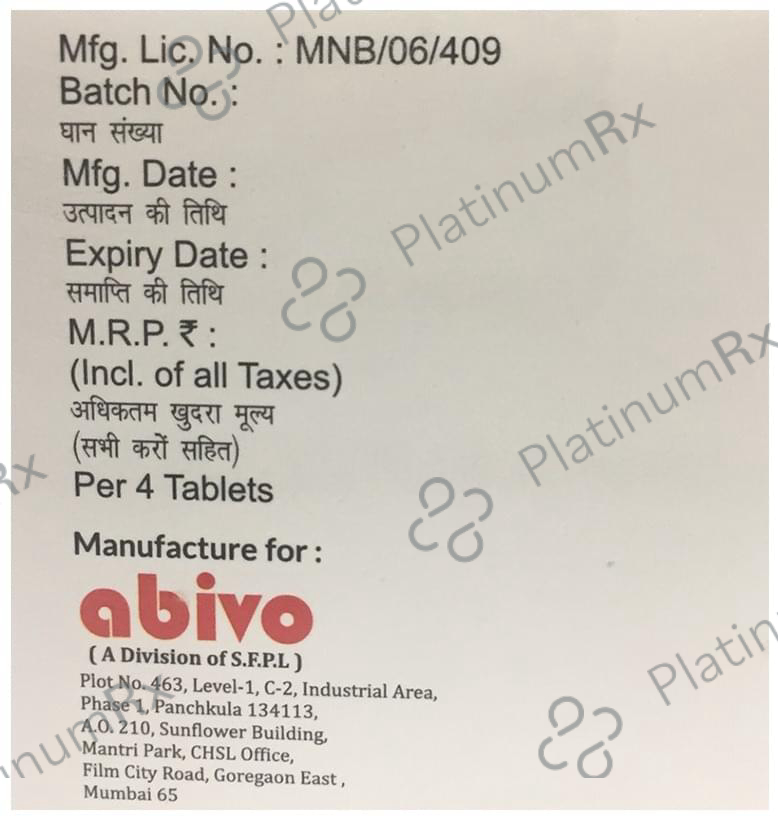 Mfg. Lic. No. : MNB/06/409
Batch No. :
घान संख्या
Mfg. Date :
उत्पादन की तिथि
Expiry Date :
समाप्ति की तिथि
M.R.P. ₹ :
(Incl. of all Taxes)
अधिकतम खुदरा मूल्य
(सभी करों सहित)
Per 4 Tablets
Manufacture for :
abivo
( A Division of S.F.P.L )
Plot No. 463, Level-1, C-2, Industrial Area,
Phase 1, Panchkula 134113,
A.O. 210, Sunflower Building,
Mantri Park, CHSL Office,
Film City Road, Goregaon East ,
Mumbai 65
PlatinumRx
PlatinumRx